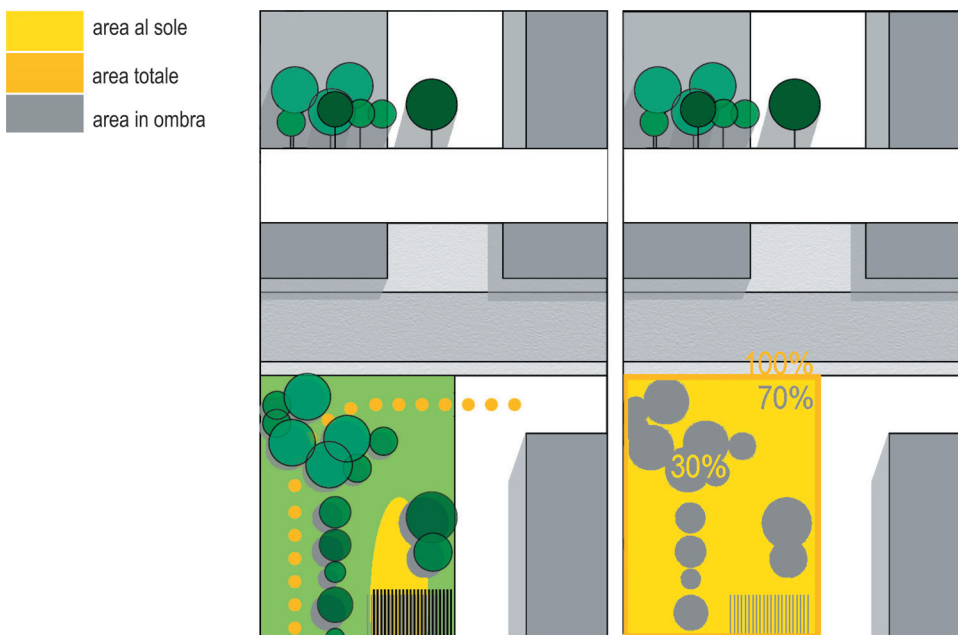 area al sole
area totale
area in ombra
100%
70%
30%